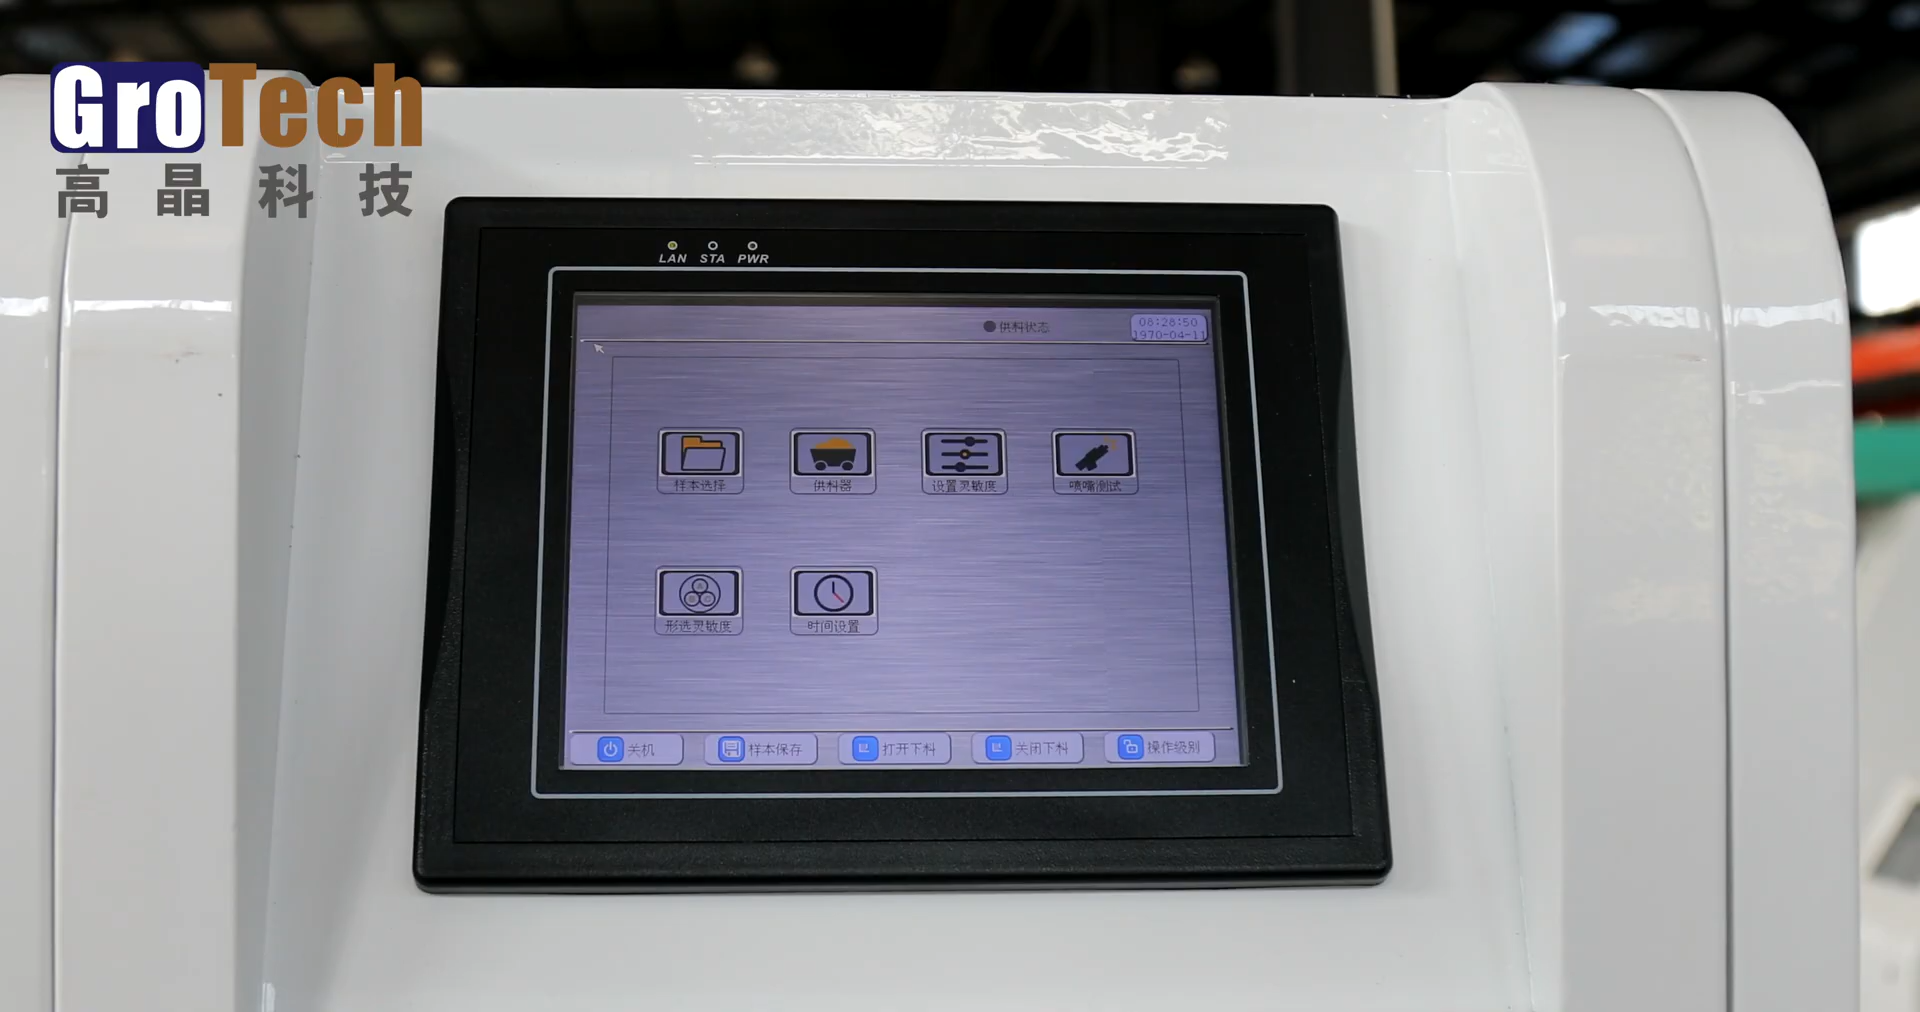 GroTech
高晶科技
LAN STA PWR
供料状态
08:28:50
1970-04-11
样本选择
供料器
设置灵敏度
喷嘴测试
形选灵敏度
时间设置
关机
样本保存
打开下料
关闭下料
操作级别